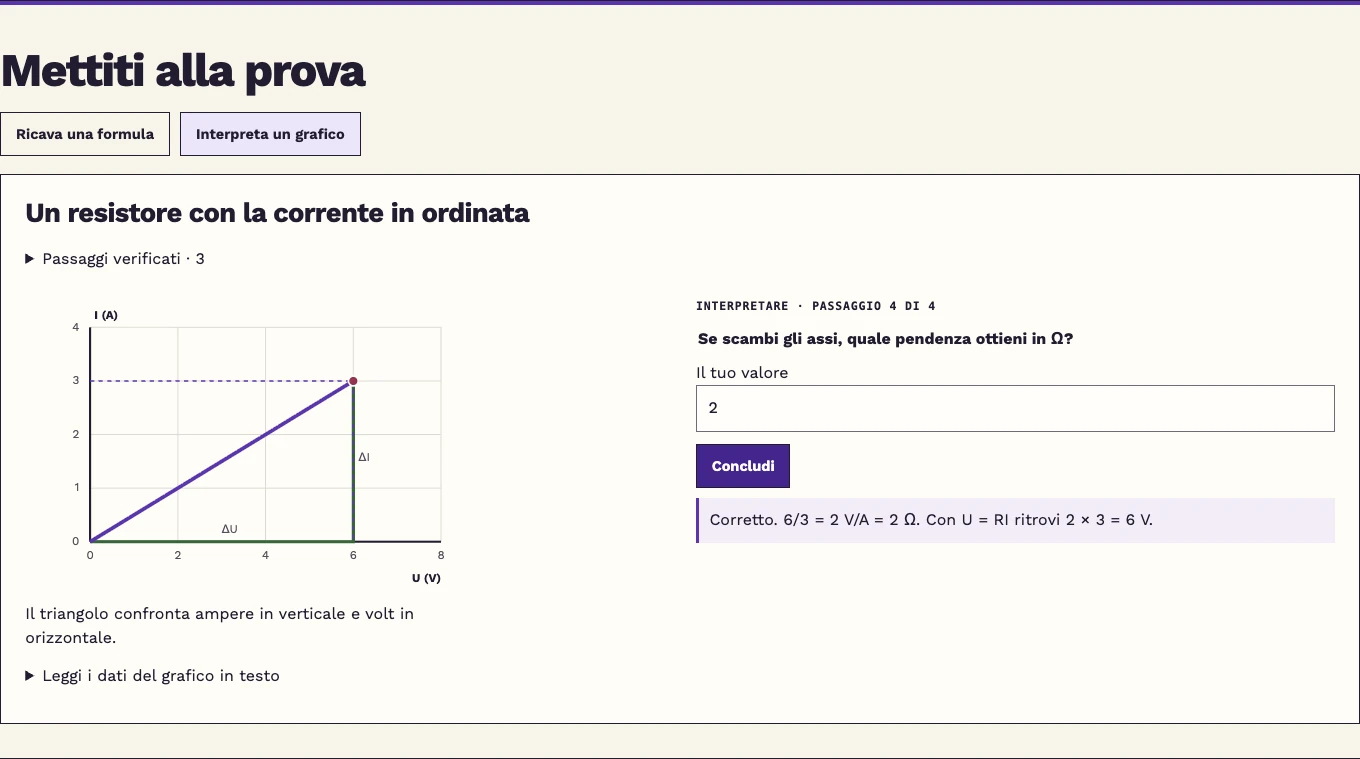 Mettiti alla prova
Ricava una formula
Interpreta un grafico
Un resistore con la corrente in ordinata
Passaggi verificati · 3
I (A)
4
3
2
1
0
ΔI
ΔU
0 2 4 6 8
U (V)
Il triangolo confronta ampere in verticale e volt in
orizzontale.
Leggi i dati del grafico in testo
INTERPRETARE · PASSAGGIO 4 DI 4
Se scambi gli assi, quale pendenza ottieni in Ω?
Il tuo valore
2
Concludi
Corretto. 6/3 = 2 V/A = 2 Ω. Con U = RI ritrovi 2 × 3 = 6 V.